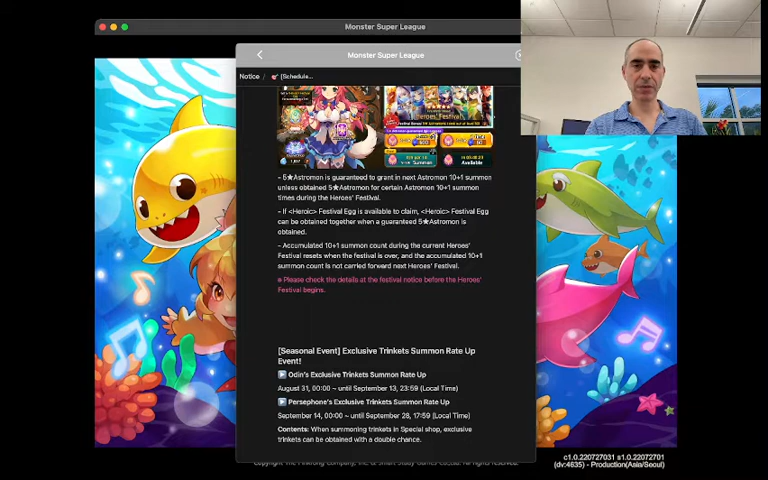 Monster Super League
Monster Super League
Notice / [Schedule...
Heroes' Festival
Summon
Available
- 5★Astromon is guaranteed to grant in next Astromon 10+1 summon
unless obtained 5★Astromon for certain Astromon 10+1 summon
times during the Heroes' Festival.
- If <Heroic> Festival Egg is available to claim, <Heroic> Festival Egg
can be obtained together when a guaranteed 5★Astromon is
obtained.
- Accumulated 10+1 summon count during the current Heroes'
Festival resets when the festival is over, and the accumulated 10+1
summon count is not carried forward next Heroes' Festival.
※ Please check the details at the festival notice before the Heroes'
Festival begins.
[Seasonal Event] Exclusive Trinkets Summon Rate Up
Event!
▶ Odin's Exclusive Trinkets Summon Rate Up
August 31, 00:00 ~ until September 13, 23:59 (Local Time)
▶ Persephone's Exclusive Trinkets Summon Rate Up
September 14, 00:00 ~ until September 28, 17:59 (Local Time)
Contents: When summoning trinkets in Special shop, exclusive
trinkets can be obtained with a double chance.
c1.0.220727031 s1.0.22072701
(dv:4635) - Production(Asia/Seoul)